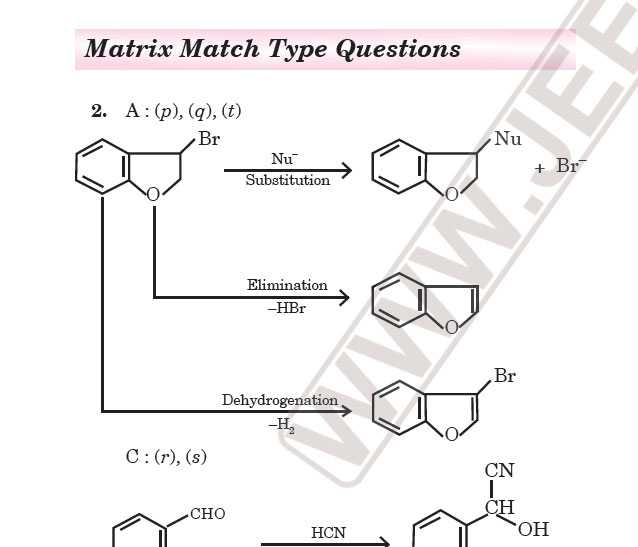 Matrix Match Type Questions
2. A : (p), (q), (t)
Br
Nu⁻
Substitution
O
Nu
+ Br⁻
O
Elimination
–HBr
O
Dehydrogenation
–H₂
Br
O
C : (r), (s)
CHO
HCN
CN
CH
OH
WWW.JEE